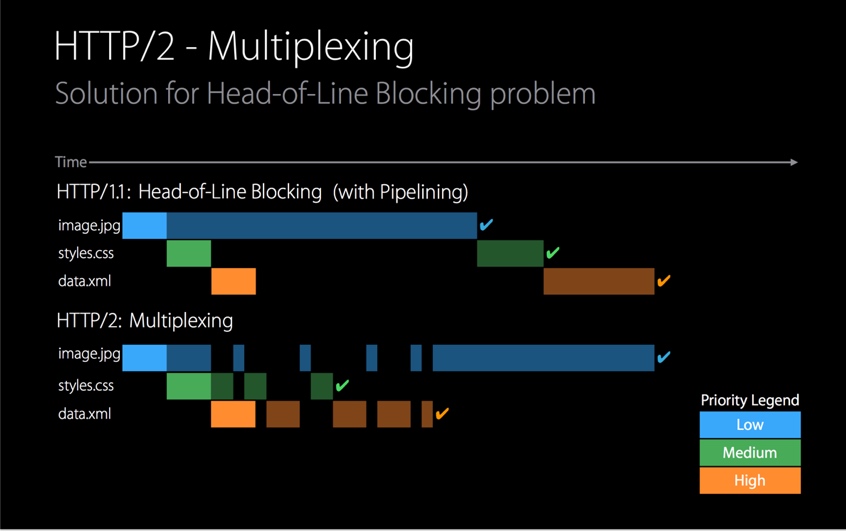 HTTP/2 - Multiplexing
Solution for Head-of-Line Blocking problem
Time
HTTP/1.1: Head-of-Line Blocking (with Pipelining)
image.jpg
styles.css
data.xml
HTTP/2: Multiplexing
image.jpg
styles.css
data.xml
Priority Legend
Low
Medium
High